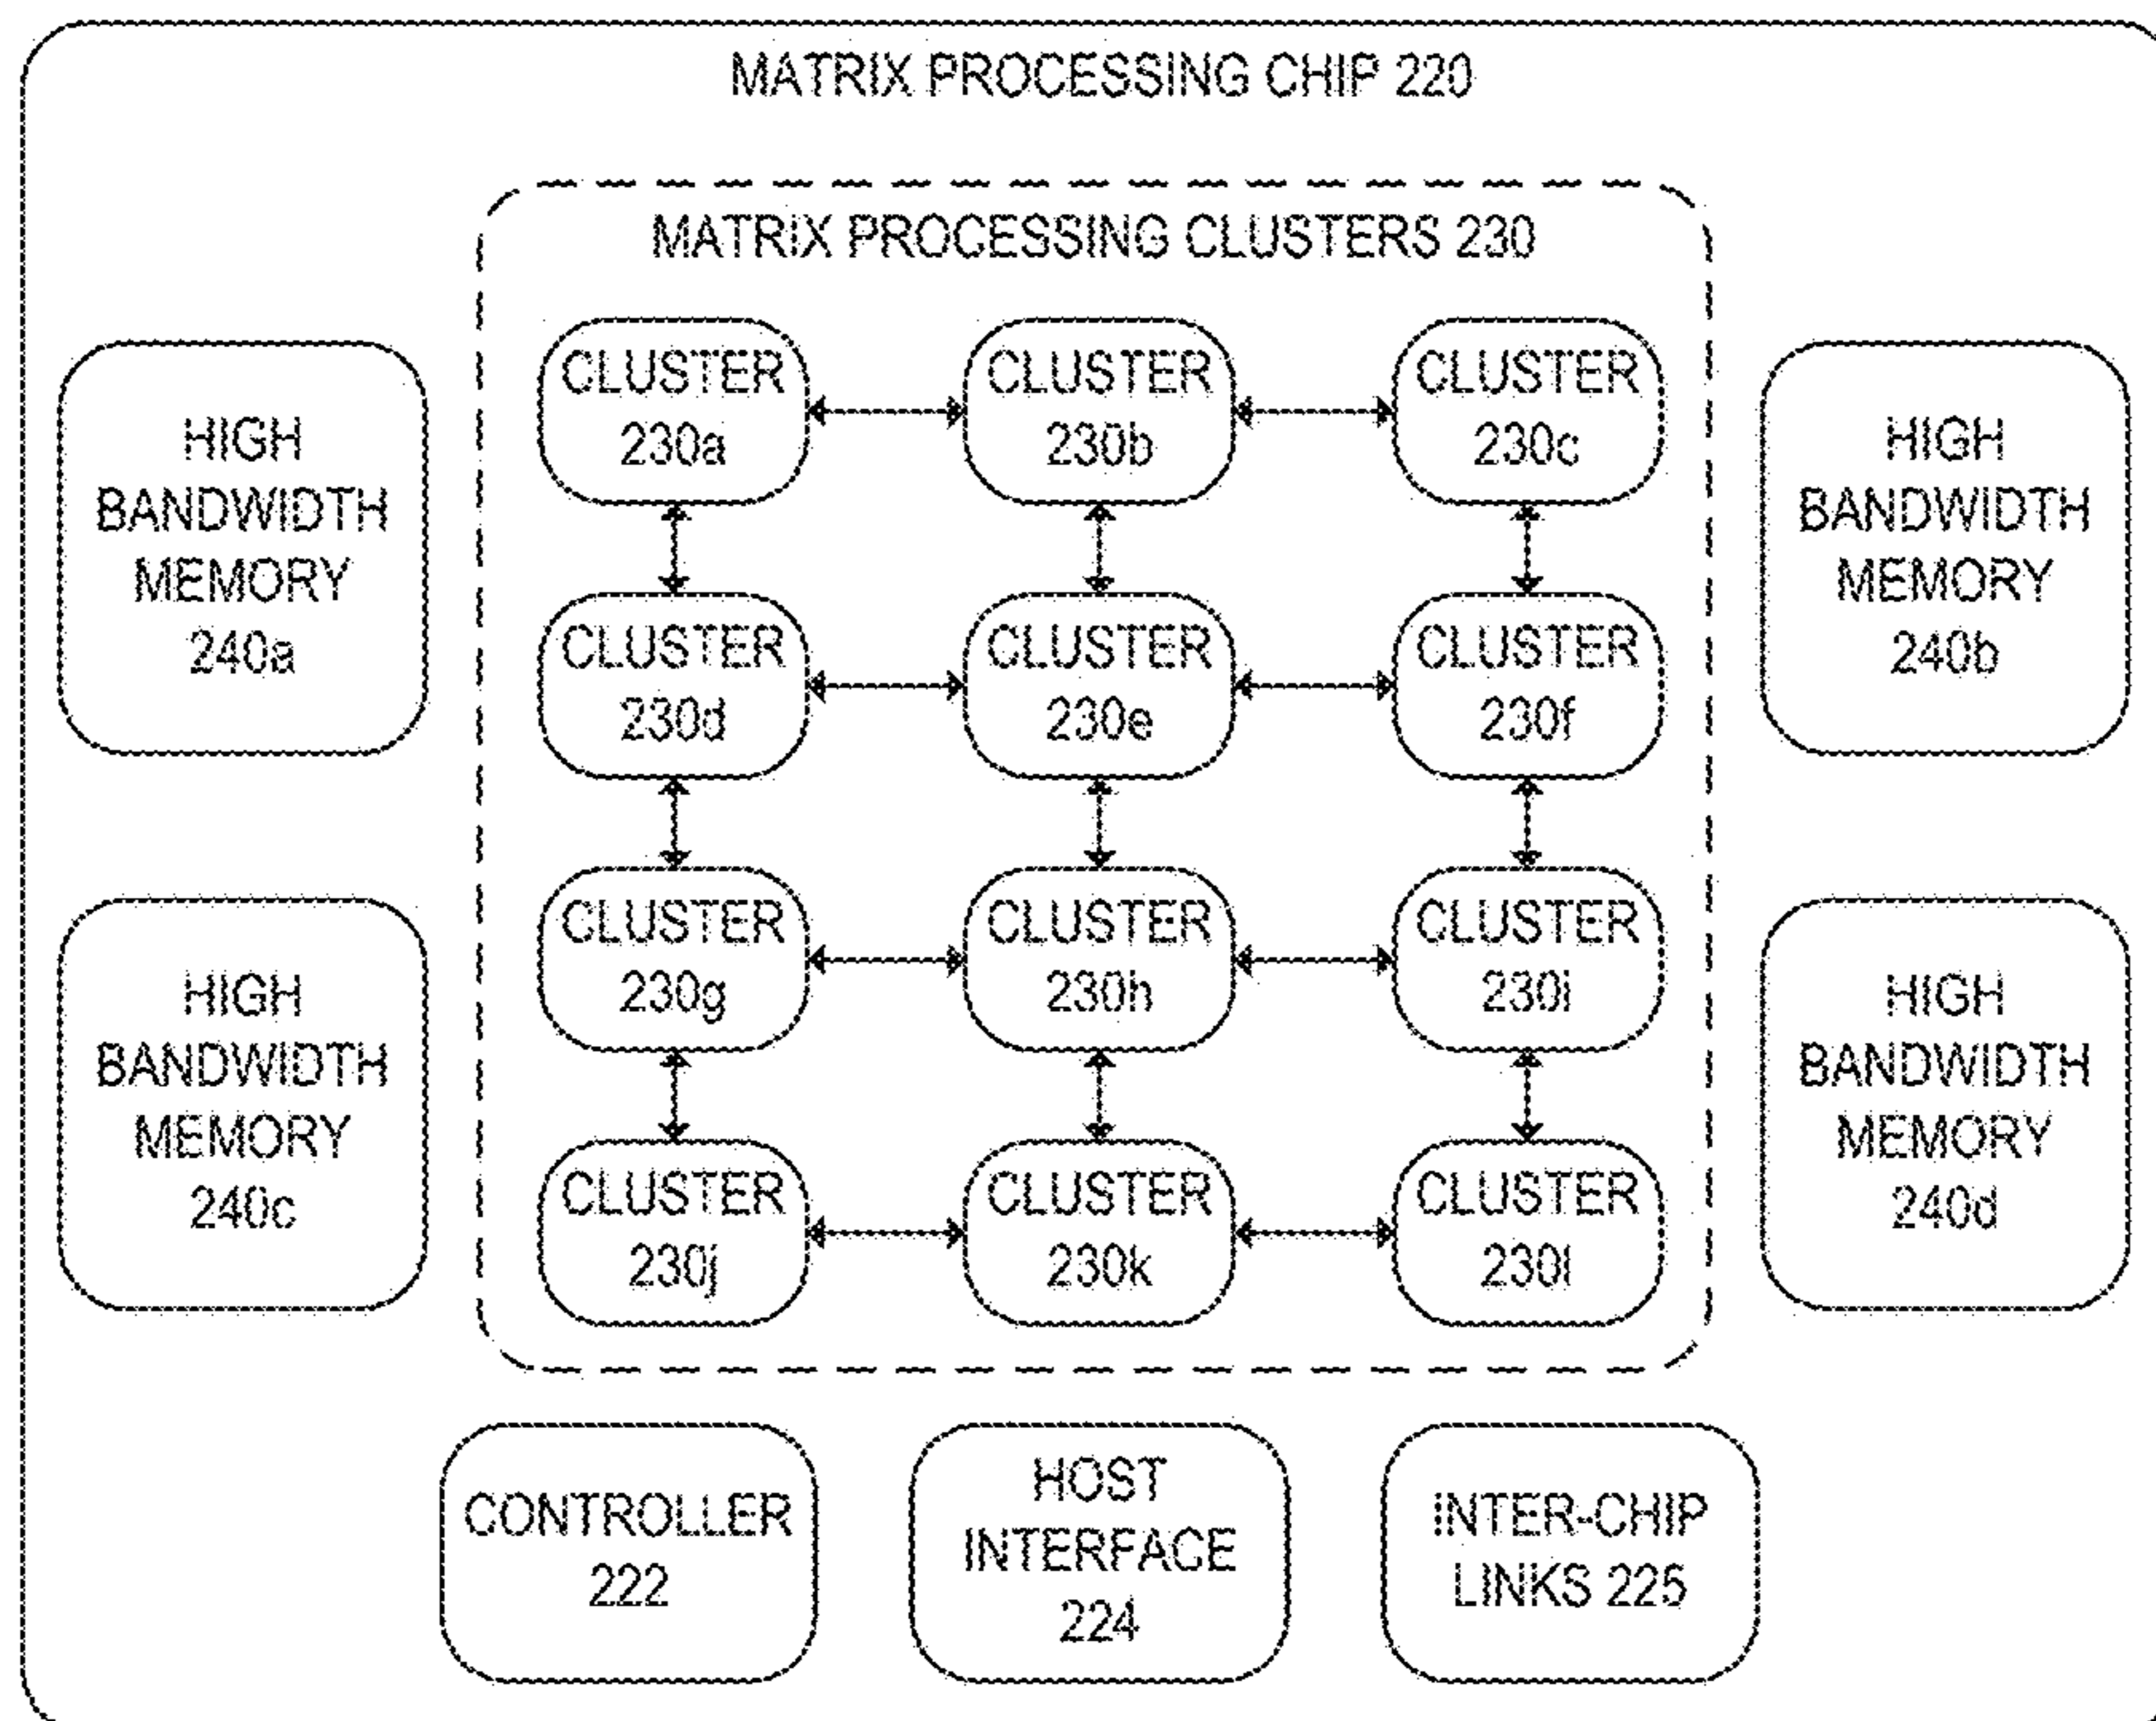 MATRIX PROCESSING CHIP 220
MATRIX PROCESSING CLUSTERS 230
CLUSTER
230a
CLUSTER
230b
CLUSTER
230c
HIGH
BANDWIDTH
MEMORY
240a
HIGH
BANDWIDTH
MEMORY
240b
CLUSTER
230d
CLUSTER
230e
CLUSTER
230f
CLUSTER
230g
CLUSTER
230h
CLUSTER
230i
HIGH
BANDWIDTH
MEMORY
240c
HIGH
BANDWIDTH
MEMORY
240d
CLUSTER
230j
CLUSTER
230k
CLUSTER
230l
CONTROLLER
222
HOST
INTERFACE
224
INTER-CHIP
LINKS 225